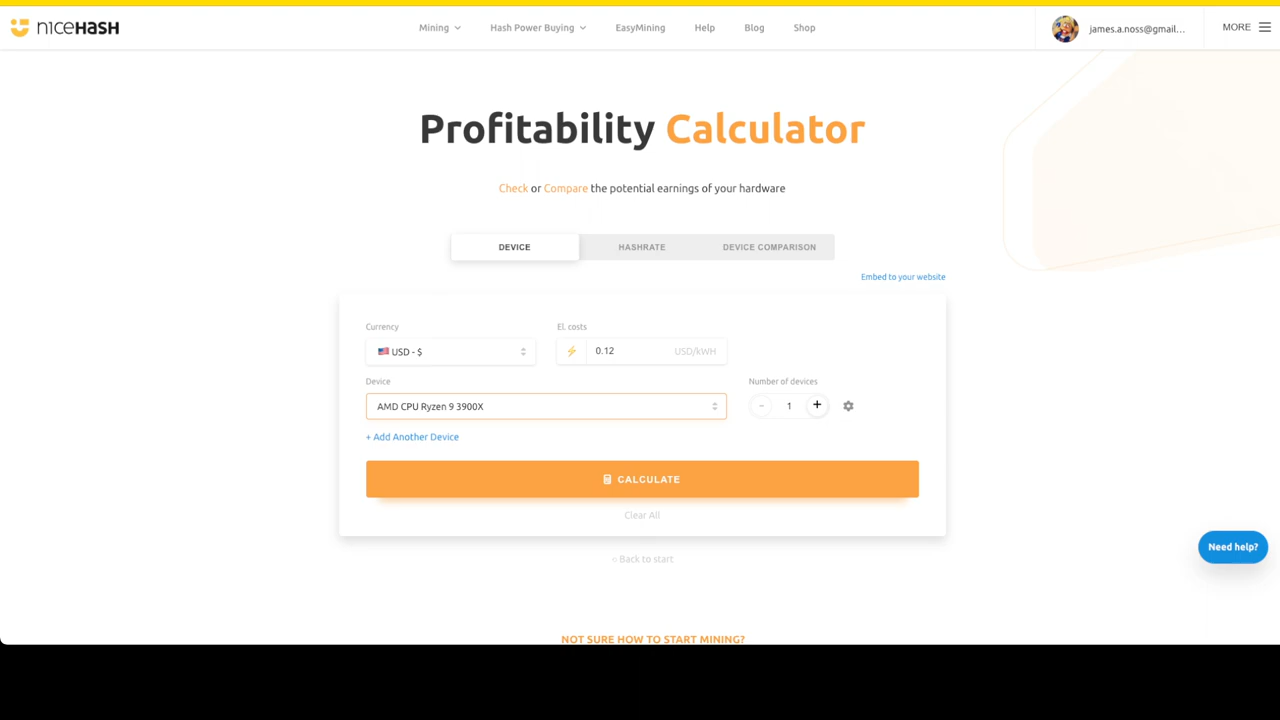 niceHASH
Mining
Hash Power Buying
EasyMining
Help
Blog
Shop
james.a.noss@gmail...
MORE
Profitability Calculator
Check or Compare the potential earnings of your hardware
DEVICE
HASHRATE
DEVICE COMPARISON
Embed to your website
Currency
El. costs
USD - $
0.12
USD/kWH
Device
Number of devices
AMD CPU Ryzen 9 3900X
- 1 +
+ Add Another Device
CALCULATE
Clear All
< Back to start
Need help?
NOT SURE HOW TO START MINING?